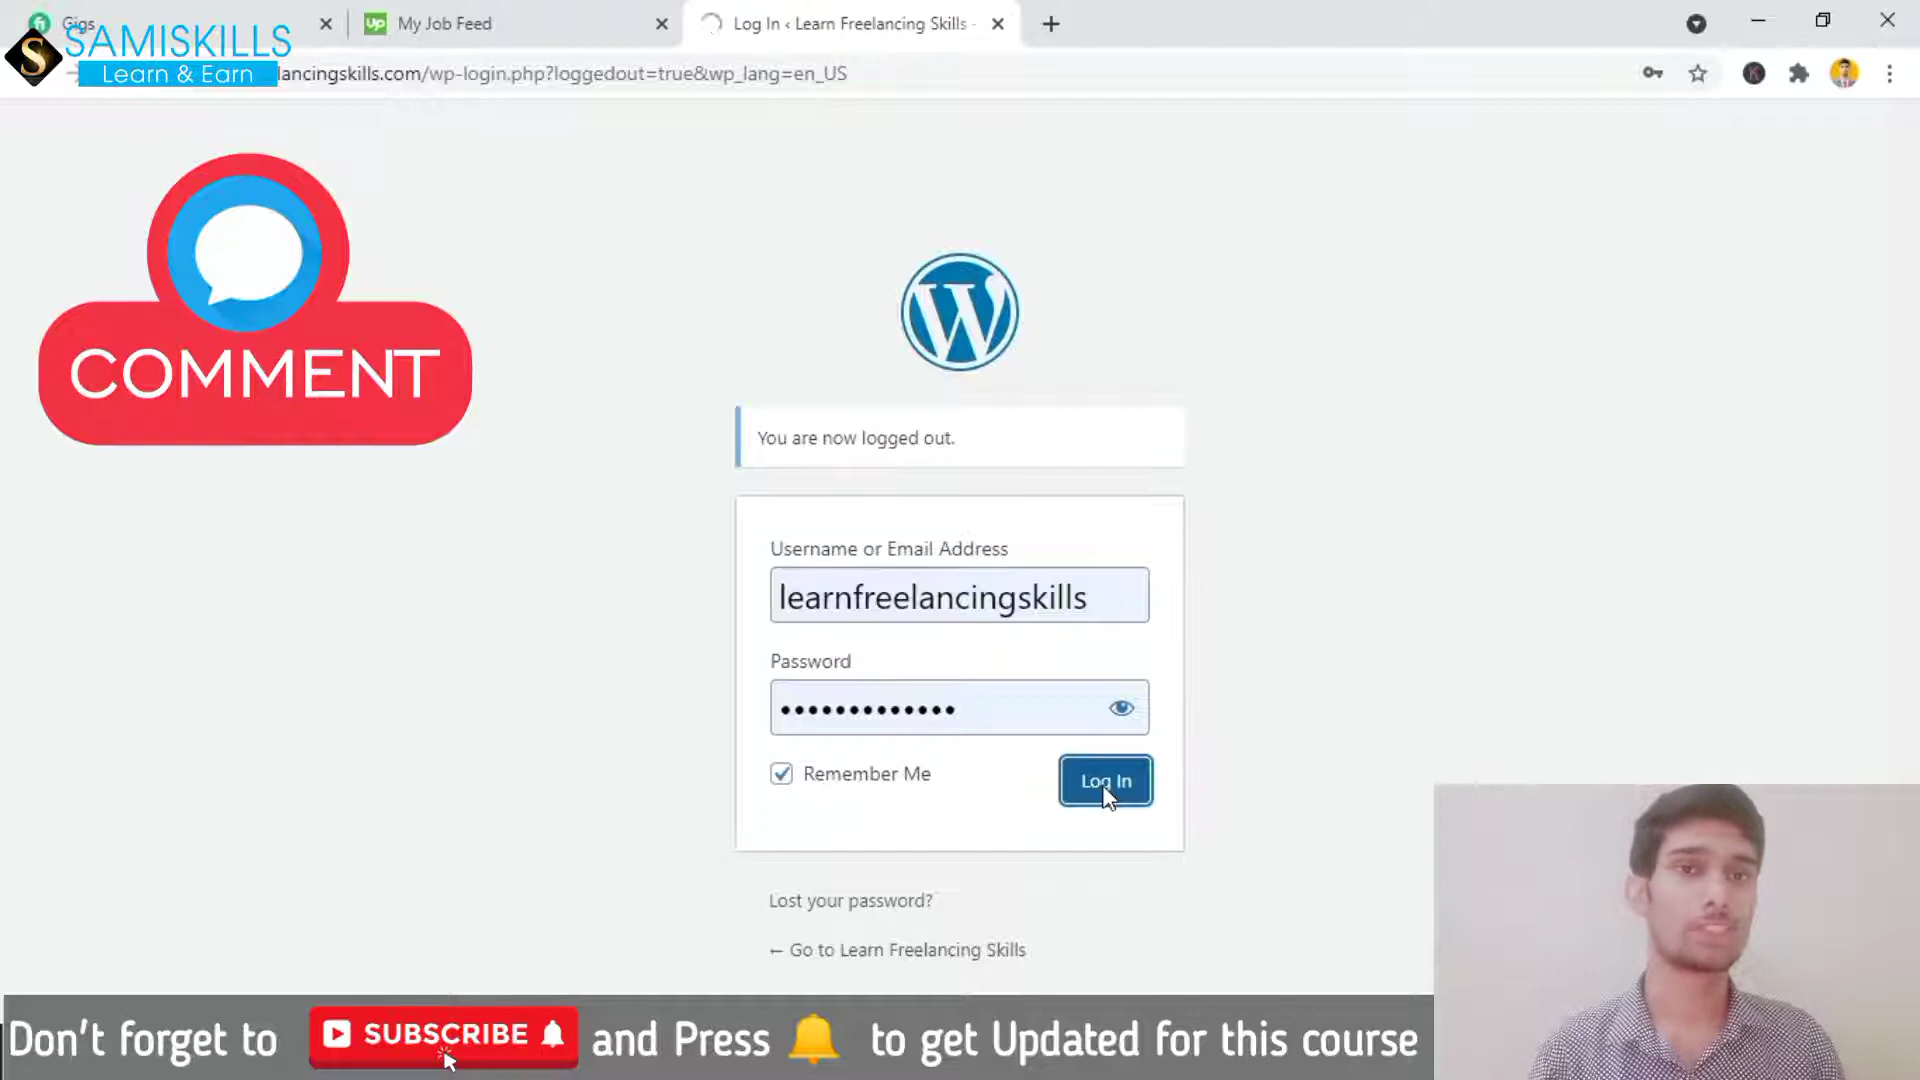 Gigs
My Job Feed
Log In ‹ Learn Freelancing Skills -
SAMISKILLS
Learn & Earn
lancingskills.com/wp-login.php?loggedout=true&wp_lang=en_US
COMMENT
You are now logged out.
Username or Email Address
learnfreelancingskills
Password
Remember Me
Log In
Lost your password?
← Go to Learn Freelancing Skills
Don't forget to SUBSCRIBE and Press to get Updated for this course